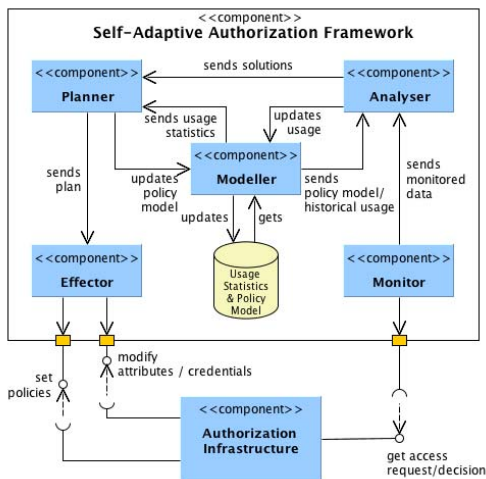 <<component>>
Self-Adaptive Authorization Framework
<<component>>
Planner
sends solutions
<<component>>
Analyser
sends usage
statistics
updates
usage
<<component>>
Modeller
sends
plan
updates
policy
model
sends
policy model/
historical usage
sends
monitored
data
updates
gets
<<component>>
Effector
Usage
Statistics
& Policy
Model
<<component>>
Monitor
set
policies
modify
attributes / credentials
<<component>>
Authorization
Infrastructure
get access
request/decision